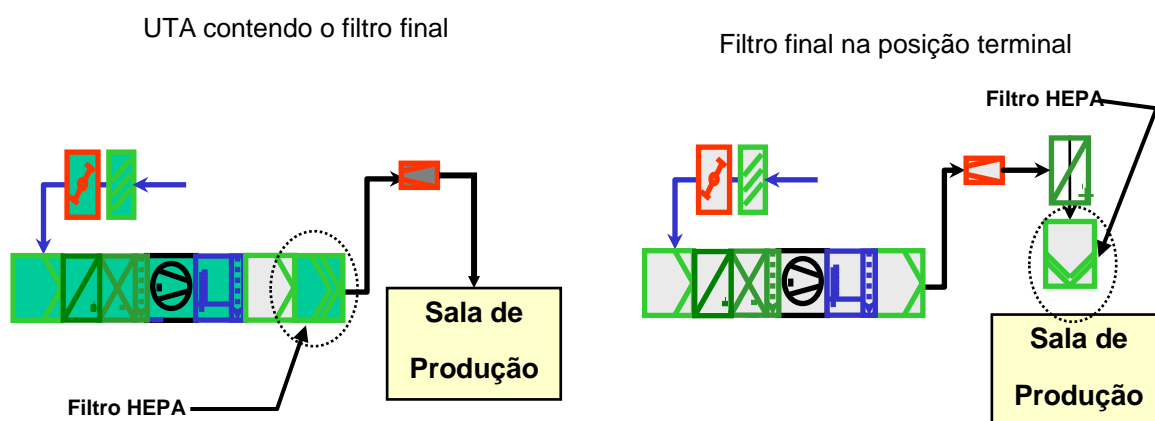 UTA contendo o filtro final
Filtro HEPA
Sala de
Produção
Filtro final na posição terminal
Filtro HEPA
Sala de
Produção